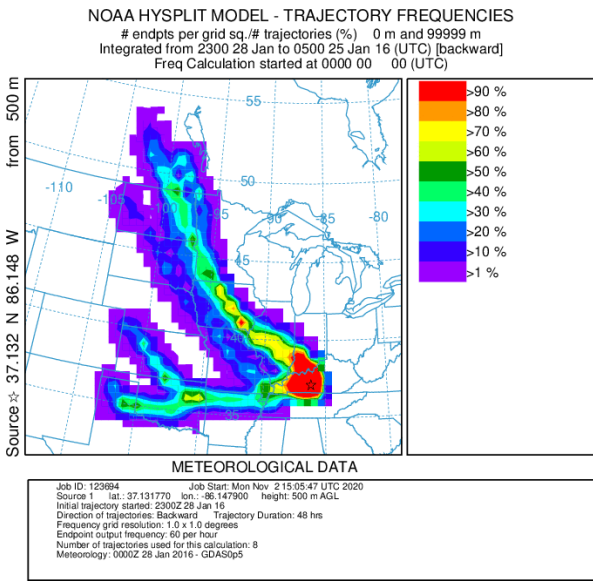 NOAA HYSPLIT MODEL - TRAJECTORY FREQUENCIES
# endpts per grid sq./# trajectories (%) 0 m and 99999 m
Integrated from 2300 28 Jan to 0500 25 Jan 16 (UTC) [backward]
Freq Calculation started at 0000 00 00 (UTC)
Source ☆ 37.132 N 86.148 W from 500 m
55
50
-110
-105
-100
-95
-90
-85
-80
45
40
35
>90 %
>80 %
>70 %
>60 %
>50 %
>40 %
>30 %
>20 %
>10 %
>1 %
METEOROLOGICAL DATA
Job ID: 123694 Job Start: Mon Nov 2 15:05:47 UTC 2020
Source 1 lat.: 37.131770 lon.: -86.147900 height: 500 m AGL
Initial trajectory started: 2300Z 28 Jan 16
Direction of trajectories: Backward Trajectory Duration: 48 hrs
Frequency grid resolution: 1.0 x 1.0 degrees
Endpoint output frequency: 60 per hour
Number of trajectories used for this calculation: 8
Meteorology: 0000Z 28 Jan 2016 - GDAS0p5